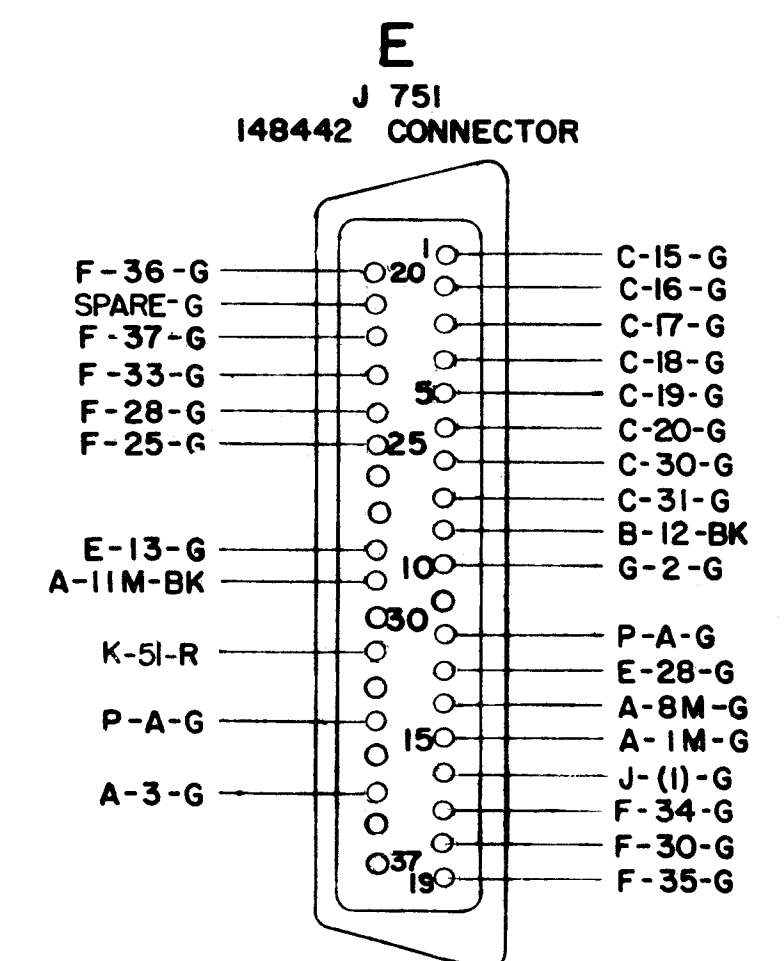 E
J 751
148442 CONNECTOR
1
C-15-G
F-36-G
20
C-16-G
SPARE-G
F-37-G
C-17-G
F-33-G
C-18-G
5
C-19-G
F-28-G
C-20-G
F-25-G
25
C-30-G
C-31-G
B-12-BK
E-13-G
10
G-2-G
A-11M-BK
30
P-A-G
K-51-R
E-28-G
A-8M-G
P-A-G
15
A-1M-G
J-(1)-G
A-3-G
F-34-G
F-30-G
37
19
F-35-G